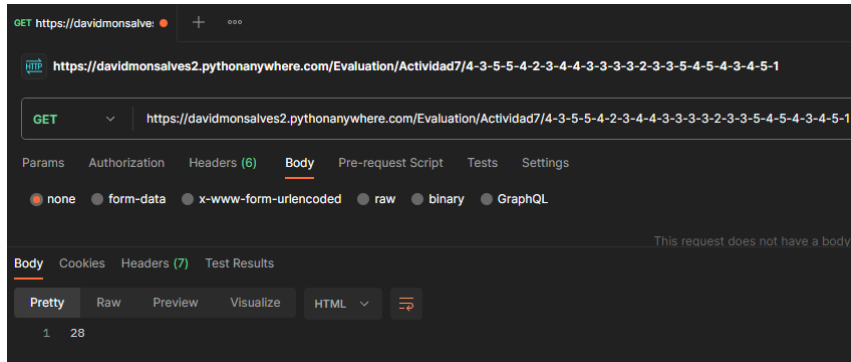 GET https://davidmonsalve: + ooo
HTTP https://davidmonsalves2.pythonanywhere.com/Evaluation/Actividad7/4-3-5-5-4-2-3-4-4-3-3-3-3-2-3-3-5-4-5-4-3-4-5-1
GET https://davidmonsalves2.pythonanywhere.com/Evaluation/Actividad7/4-3-5-5-4-2-3-4-4-3-3-3-3-2-3-3-5-4-5-4-3-4-5-1
Params Authorization Headers (6) Body Pre-request Script Tests Settings
none form-data x-www-form-urlencoded raw binary GraphQL
This request does not have a body
Body Cookies Headers (7) Test Results
Pretty Raw Preview Visualize HTML
1 28